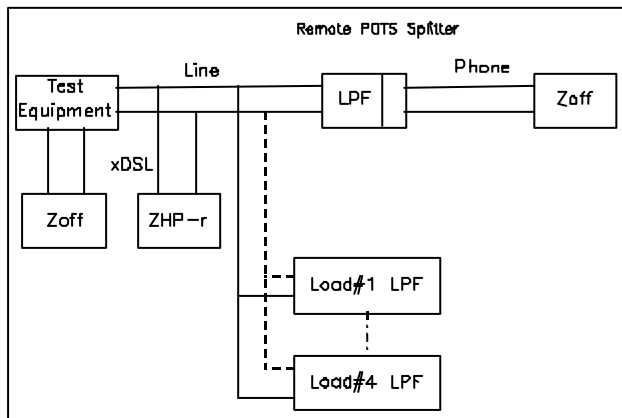 Remote POTS Splitter
Line
Phone
Test
Equipment
LPF
Zoff
xDSL
Zoff
ZHP-r
Load#1 LPF
Load#4 LPF